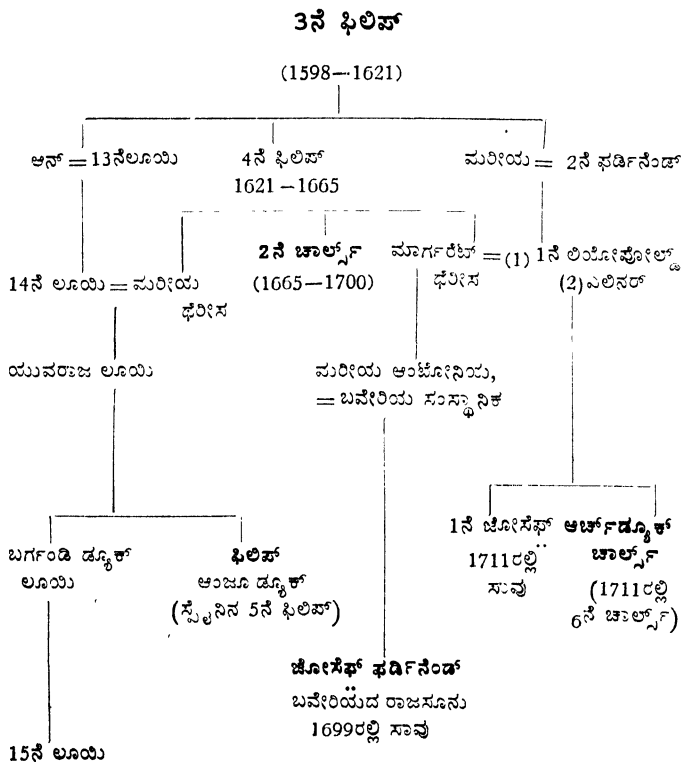 3ನೆ ಫಿಲಿಪ್
(1598—1621)
ಆನ್ = 13ನೆಲೂಯಿ 4ನೆ ಫಿಲಿಪ್ ಮರೀಯ = 2ನೆ ಫರ್ಡಿನೆಂಡ್
1621—1665
2ನೆ ಚಾರ್ಲ್ಸ್ ಮಾರ್ಗರೆಟ್ = (1) 1ನೆ ಲಿಯೋಪೋಲ್ಡ್
14ನೆ ಲೂಯಿ = ಮರೀಯ (1665—1700) ಥೆರೀಸ (2) ಎಲಿನರ್
ಥೆರೀಸ
ಯುವರಾಜ ಲೂಯಿ ಮರೀಯ ಆಂಟೋನಿಯ,
= ಬವೇರಿಯ ಸಂಸ್ಥಾನಿಕ
1ನೆ ಜೋಸೆಫ್ ಆರ್ಚ್‌ಡ್ಯೂಕ್
ಬರ್ಗಂಡಿ ಡ್ಯೂಕ್ ಫಿಲಿಪ್ 1711ರಲ್ಲಿ ಚಾರ್ಲ್ಸ್
ಲೂಯಿ ಆಂಜೂ ಡ್ಯೂಕ್ ಸಾವು (1711ರಲ್ಲಿ
(ಸ್ಪೈನಿನ 5ನೆ ಫಿಲಿಪ್) 6ನೆ ಚಾರ್ಲ್ಸ್)
ಜೋಸೆಫ್ ಫರ್ಡಿನೆಂಡ್
ಬವೇರಿಯದ ರಾಜಸೂನು
1699ರಲ್ಲಿ ಸಾವು
15ನೆ ಲೂಯಿ